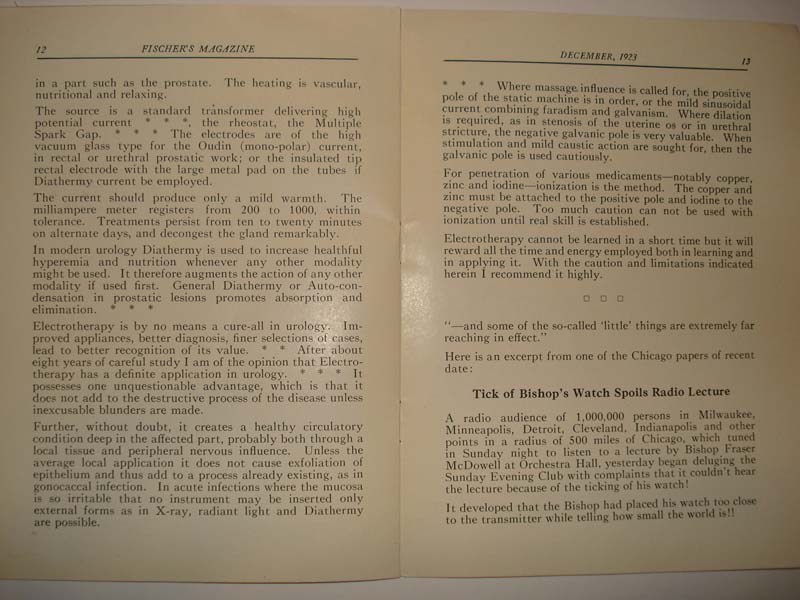 12 FISCHER'S MAGAZINE
in a part such as the prostate. The heating is vascular,
nutritional and relaxing.
The source is a standard transformer delivering high
potential current * * *, the rheostat, the Multiple
Spark Gap. * * * The electrodes are of the high
vacuum glass type for the Oudin (mono-polar) current,
in rectal or urethral prostatic work; or the insulated tip
rectal electrode with the large metal pad on the tubes if
Diathermy current be employed.
The current should produce only a mild warmth. The
milliampere meter registers from 200 to 1000, within
tolerance. Treatments persist from ten to twenty minutes
on alternate days, and decongest the gland remarkably.
In modern urology Diathermy is used to increase healthful
hyperemia and nutrition whenever any other modality
might be used. It therefore augments the action of any other
modality if used first. General Diathermy or Auto-con-
densation in prostatic lesions promotes absorption and
elimination. * * *
Electrotherapy is by no means a cure-all in urology. Im-
proved appliances, better diagnosis, finer selections of cases,
lead to better recognition of its value. * * After about
eight years of careful study I am of the opinion that Electro-
therapy has a definite application in urology. * * * It
possesses one unquestionable advantage, which is that it
does not add to the destructive process of the disease unless
inexcusable blunders are made.
Further, without doubt, it creates a healthy circulatory
condition deep in the affected part, probably both through a
local tissue and peripheral nervous influence. Unless the
average local application it does not cause exfoliation of
epithelium and thus add to a process already existing, as in
gonoccaccal infection. In acute infections where the mucosa
is so irritable that no instrument may be inserted only
external forms as in X-ray, radiant light and Diathermy
are possible.
DECEMBER, 1923 13
* * * Where massage influence is called for, the positive
pole of the static machine is in order, or the mild sinusoidal
current combining faradism and galvanism. Where dilation
is required, as in stenosis of the uterine os or in urethral
stricture, the negative galvanic pole is very valuable. When
stimulation and mild caustic action are sought for, then the
galvanic pole is used cautiously.
For penetration of various medicaments—notably copper,
zinc and iodine—ionization is the method. The copper and
zinc must be attached to the positive pole and iodine to the
negative pole. Too much caution can not be used with
ionization until real skill is established.
Electrotherapy cannot be learned in a short time but it will
reward all the time and energy employed both in learning and
in applying it. With the caution and limitations indicated
herein I recommend it highly.
□ □ □
"—and some of the so-called 'little' things are extremely far
reaching in effect."
Here is an excerpt from one of the Chicago papers of recent
date:
Tick of Bishop's Watch Spoils Radio Lecture
A radio audience of 1,000,000 persons in Milwaukee,
Minneapolis, Detroit, Cleveland, Indianapolis and other
points in a radius of 500 miles of Chicago, which tuned
in Sunday night to listen to a lecture by Bishop Fraser
McDowell at Orchestra Hall, yesterday began deluging the
Sunday Evening Club with complaints that it couldn't hear
the lecture because of the ticking of his watch!
It developed that the Bishop had placed his watch too close
to the transmitter while telling how small the world is!!